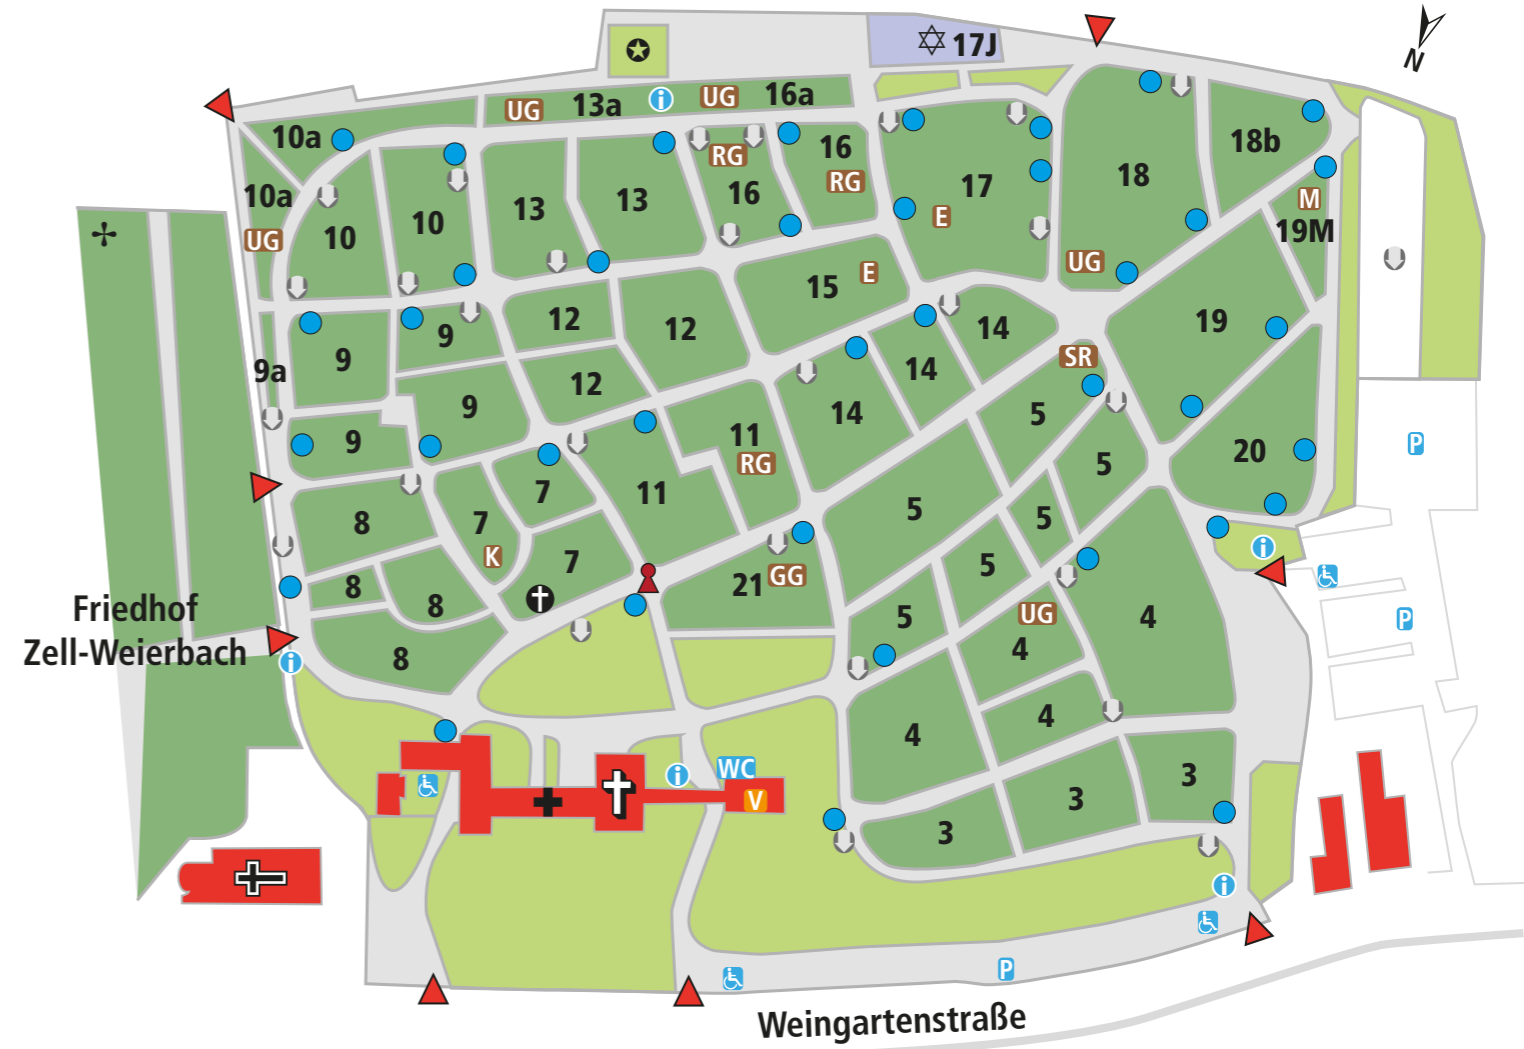 17J
N
UG
13a
i
UG
16a
10a
18b
RG
16
RG
18
M
10a
13
13
16
17
E
19M
UG
10
10
UG
15
E
12
12
9
14
19
9
9a
12
14
SR
9
14
5
11
RG
P
9
7
11
5
20
8
7
K
5
5
i
7
5
21
GG
8
8
UG
5
4
P
Friedhof
Zell-Weierbach
i
8
4
4
4
WC
i
V
3
3
3
i
P
Weingartenstraße